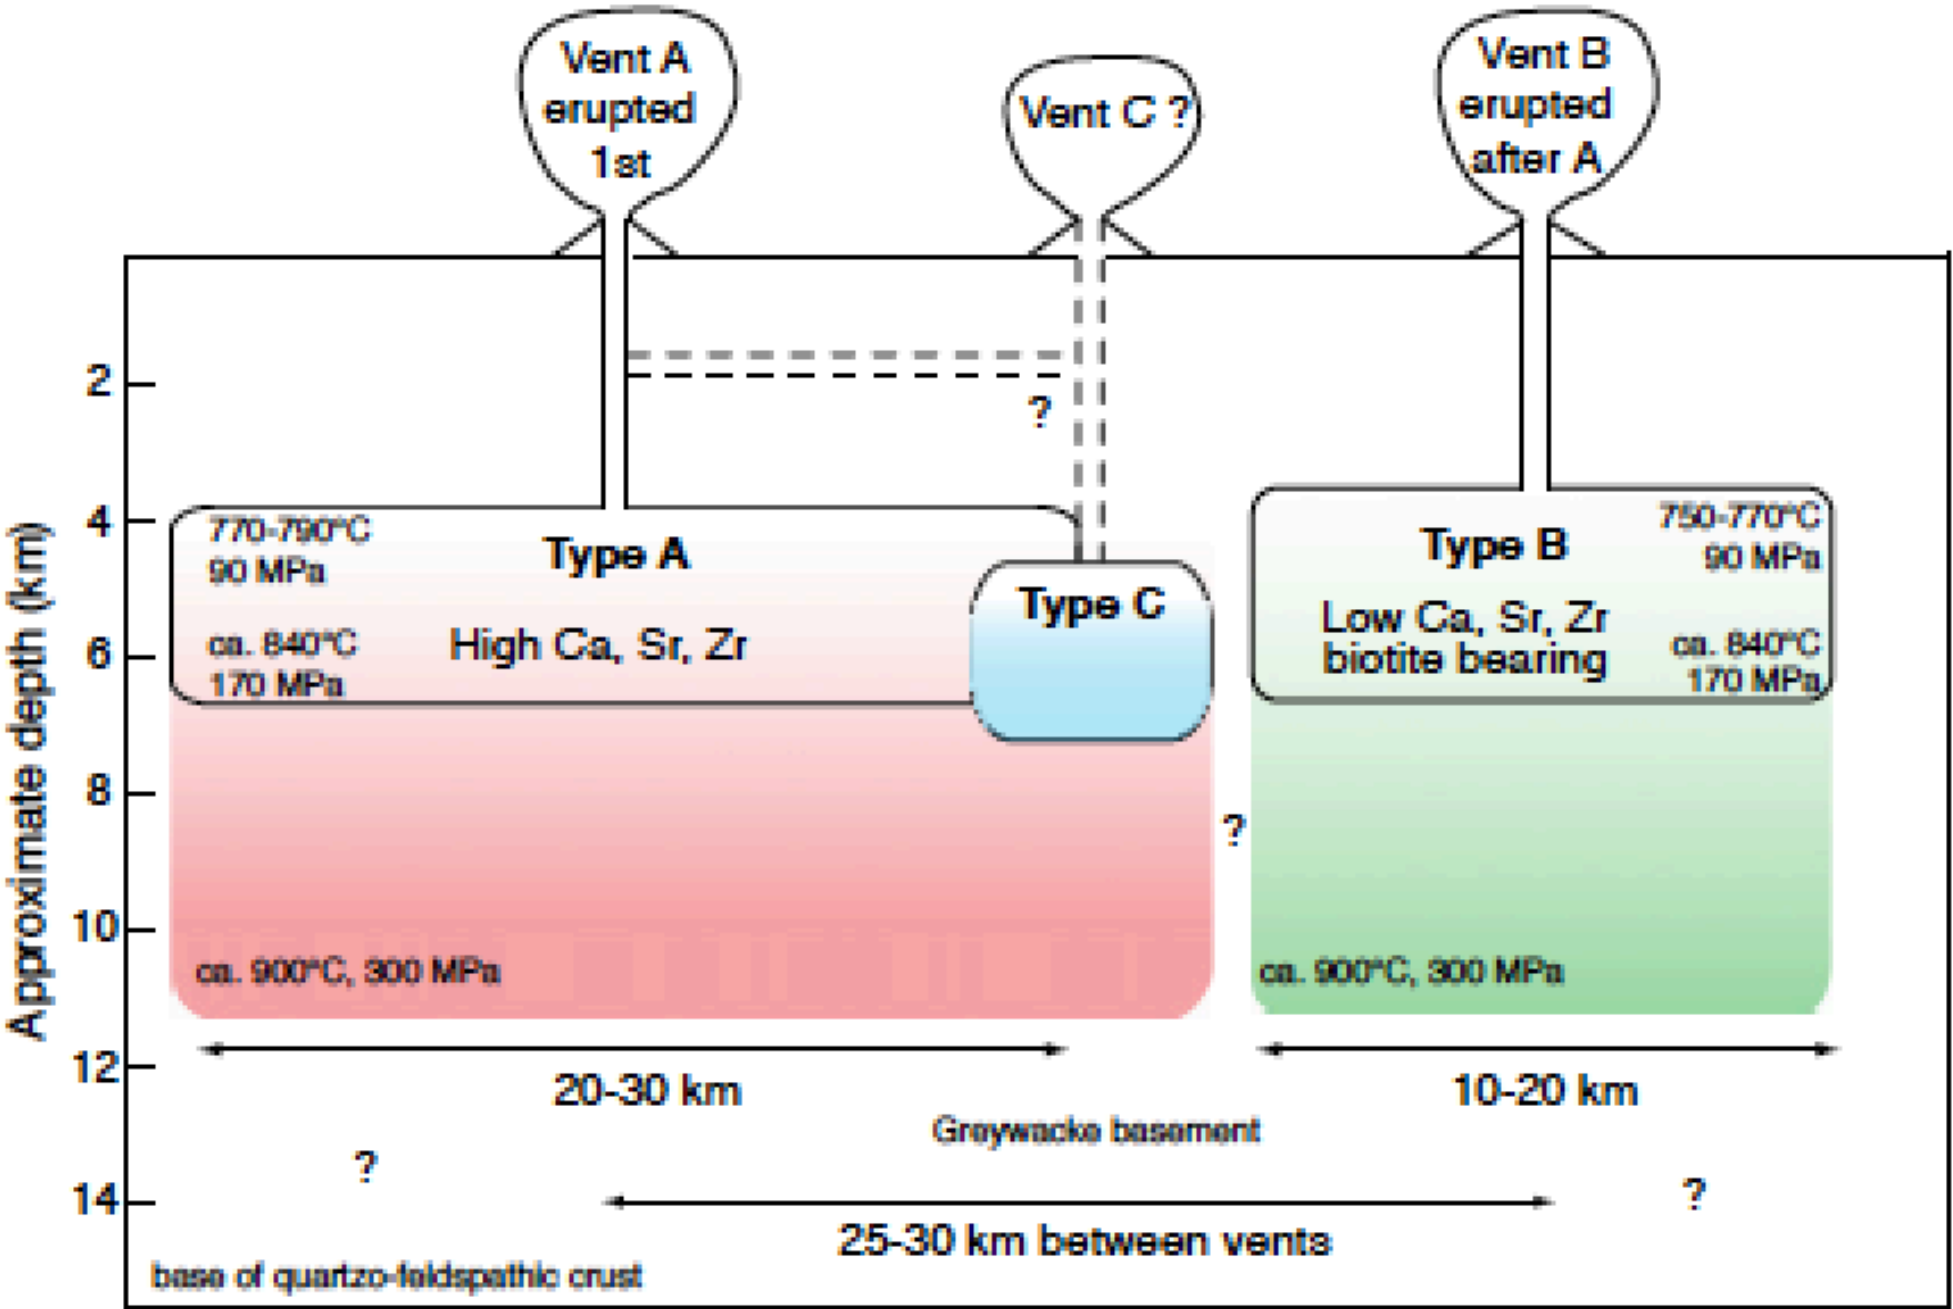 Vent A
erupted
1st
Vent C ?
Vent B
erupted
after A
Approximate depth (km)
2
4
6
8
10
12
14
?
770-790°C
90 MPa
Type A
ca. 840°C
170 MPa
High Ca, Sr, Zr
Type C
Type B
750-770°C
90 MPa
Low Ca, Sr, Zr
biotite bearing
ca. 840°C
170 MPa
?
ca. 900°C, 300 MPa
ca. 900°C, 300 MPa
20-30 km
10-20 km
Greywacke basement
?
?
25-30 km between vents
base of quartzo-feldspathic crust